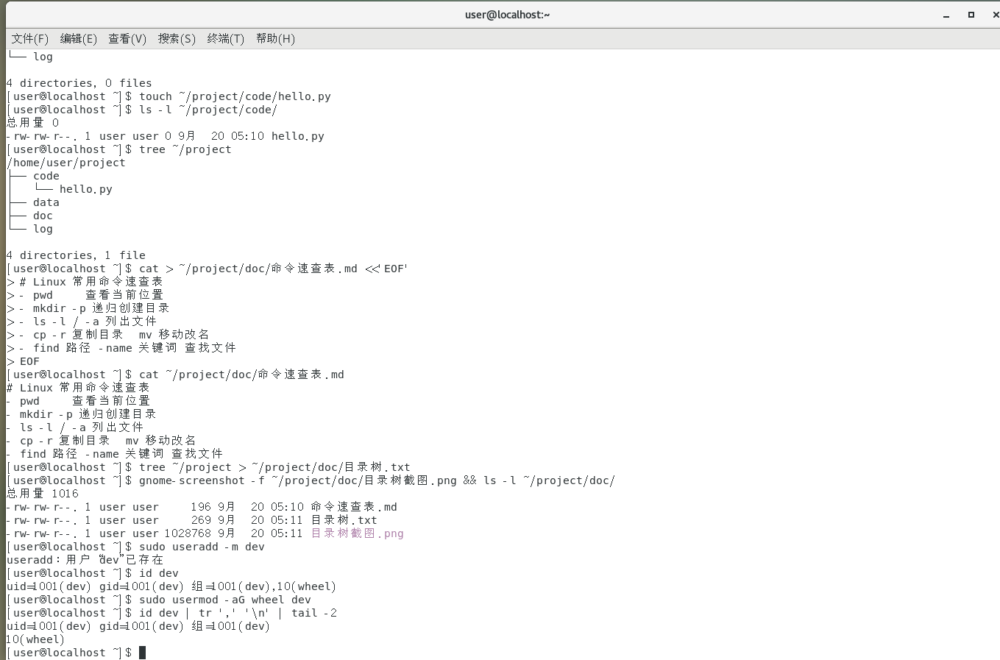 user@localhost:~
文件(F) 编辑(E) 查看(V) 搜索(S) 终端(T) 帮助(H)
└── log
4 directories, 0 files
[user@localhost ~]$ touch ~/project/code/hello.py
[user@localhost ~]$ ls -l ~/project/code/
总用量 0
-rw-rw-r--. 1 user user 0 9月  20 05:10 hello.py
[user@localhost ~]$ tree ~/project
/home/user/project
├── code
│   └── hello.py
├── data
├── doc
└── log
4 directories, 1 file
[user@localhost ~]$ cat > ~/project/doc/命令速查表.md <<'EOF'
> # Linux 常用命令速查表
> - pwd     查看当前位置
> - mkdir -p 递归创建目录
> - ls -l / -a 列出文件
> - cp -r 复制目录  mv 移动改名
> - find 路径 -name 关键词 查找文件
> EOF
[user@localhost ~]$ cat ~/project/doc/命令速查表.md
# Linux 常用命令速查表
- pwd     查看当前位置
- mkdir -p 递归创建目录
- ls -l / -a 列出文件
- cp -r 复制目录  mv 移动改名
- find 路径 -name 关键词 查找文件
[user@localhost ~]$ tree ~/project > ~/project/doc/目录树.txt
[user@localhost ~]$ gnome-screenshot -f ~/project/doc/目录树截图.png && ls -l ~/project/doc/
总用量 1016
-rw-rw-r--. 1 user user     196 9月  20 05:10 命令速查表.md
-rw-rw-r--. 1 user user     269 9月  20 05:11 目录树.txt
-rw-rw-r--. 1 user user 1028768 9月  20 05:11 目录树截图.png
[user@localhost ~]$ sudo useradd -m dev
useradd：用户“dev”已存在
[user@localhost ~]$ id dev
uid=1001(dev) gid=1001(dev) 组=1001(dev),10(wheel)
[user@localhost ~]$ sudo usermod -aG wheel dev
[user@localhost ~]$ id dev | tr ',' '\n' | tail -2
uid=1001(dev) gid=1001(dev) 组=1001(dev)
10(wheel)
[user@localhost ~]$